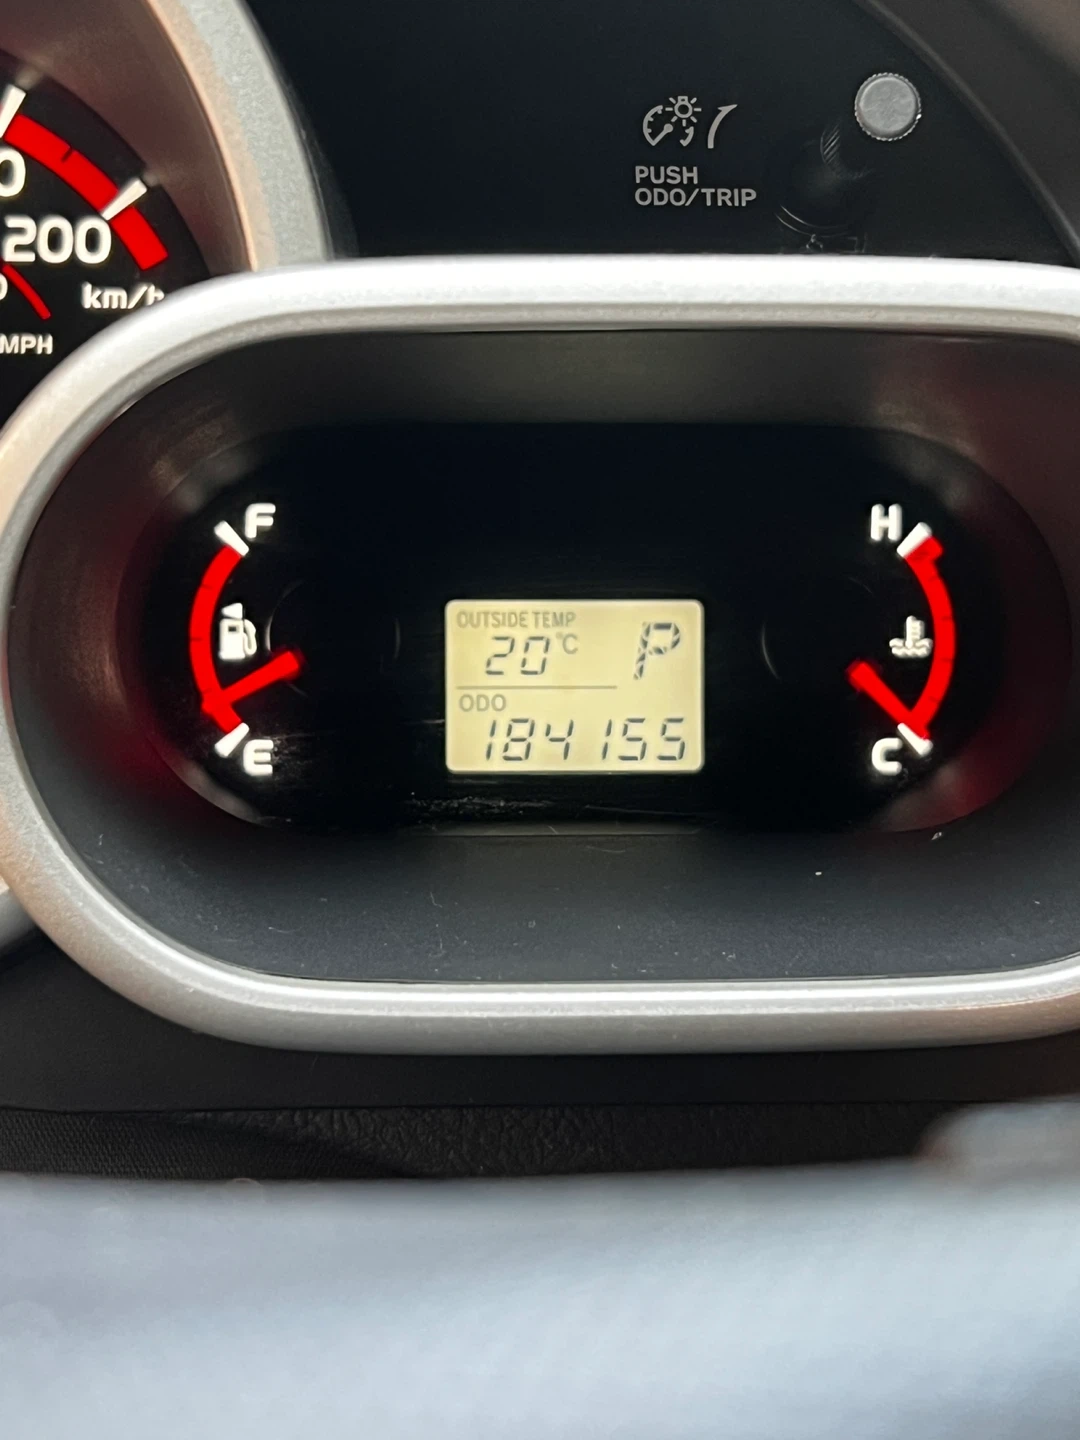 PUSH
ODO/TRIP
200
km/h
MPH
F
H
OUTSIDE TEMP
20°C
P
ODO
184155
E
C